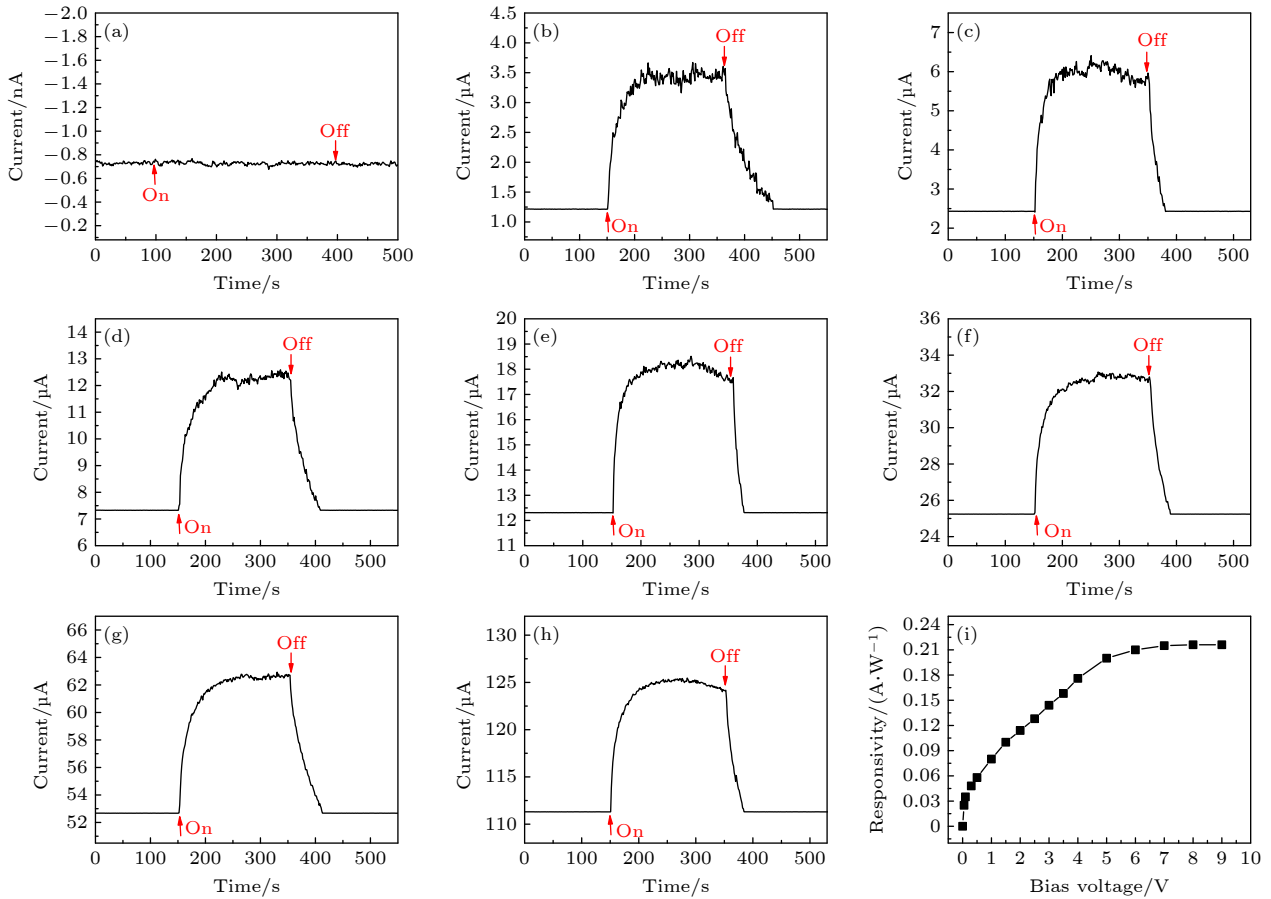 (a)
−2.0
−1.8
−1.6
−1.4
−1.2
−1.0
−0.8
−0.6
−0.4
−0.2
Current/nA
On
Off
0 100 200 300 400 500
Time/s
(b)
4.5
4.0
3.5
3.0
2.5
2.0
1.5
1.0
Current/μA
On
Off
0 100 200 300 400 500
Time/s
(c)
7
6
5
4
3
2
Current/μA
On
Off
0 100 200 300 400 500
Time/s
(d)
14
13
12
11
10
9
8
7
6
Current/μA
On
Off
0 100 200 300 400 500
Time/s
(e)
20
19
18
17
16
15
14
13
12
11
Current/μA
On
Off
0 100 200 300 400 500
Time/s
(f)
36
34
32
30
28
26
24
Current/μA
On
Off
0 100 200 300 400 500
Time/s
(g)
66
64
62
60
58
56
54
52
Current/μA
On
Off
0 100 200 300 400 500
Time/s
(h)
130
125
120
115
110
Current/μA
On
Off
0 100 200 300 400 500
Time/s
(i)
0.24
0.21
0.18
0.15
0.12
0.09
0.06
0.03
0
Responsivity/(A·W⁻¹)
0 1 2 3 4 5 6 7 8 9 10
Bias voltage/V